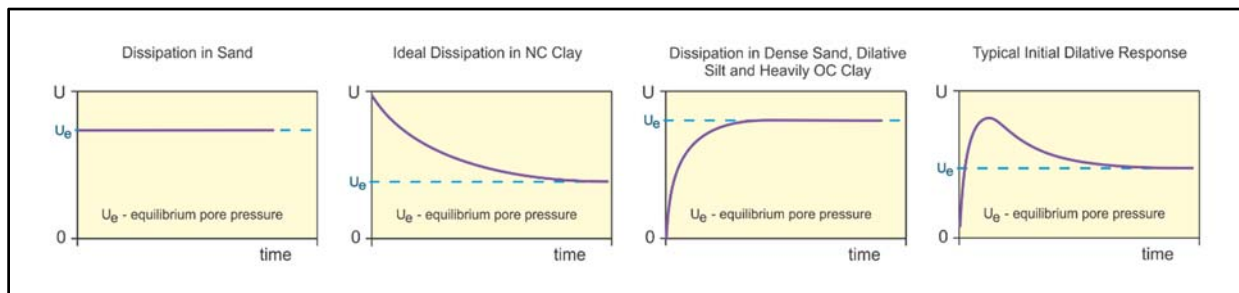 Dissipation in Sand
U
Ue
Ue - equilibrium pore pressure
0
time
Ideal Dissipation in NC Clay
U
Ue
Ue - equilibrium pore pressure
0
time
Dissipation in Dense Sand, Dilative
Silt and Heavily OC Clay
U
Ue
Ue - equilibrium pore pressure
0
time
Typical Initial Dilative Response
U
Ue
Ue - equilibrium pore pressure
0
time